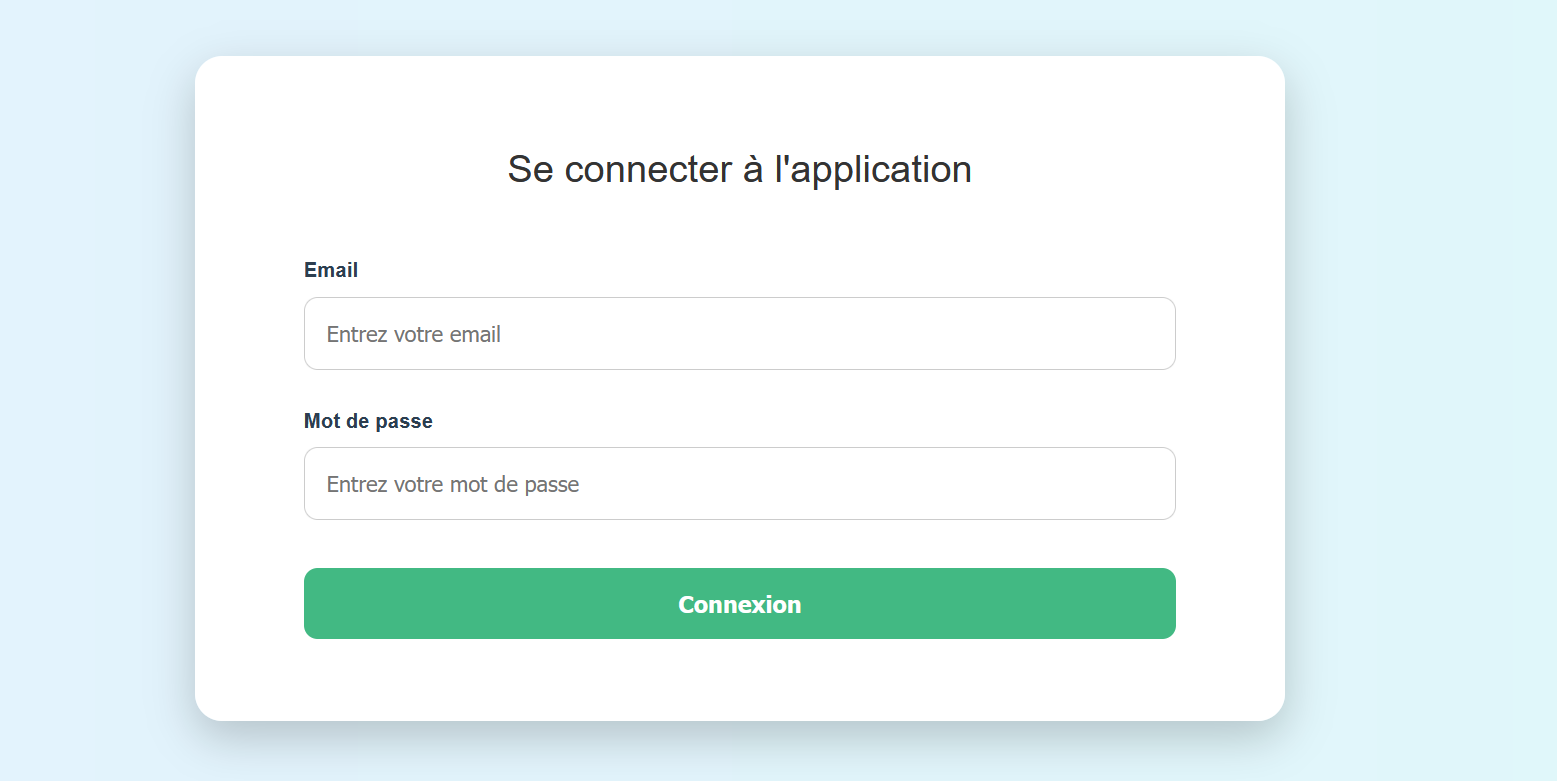 Se connecter à l'application
Email
Entrez votre email
Mot de passe
Entrez votre mot de passe
Connexion